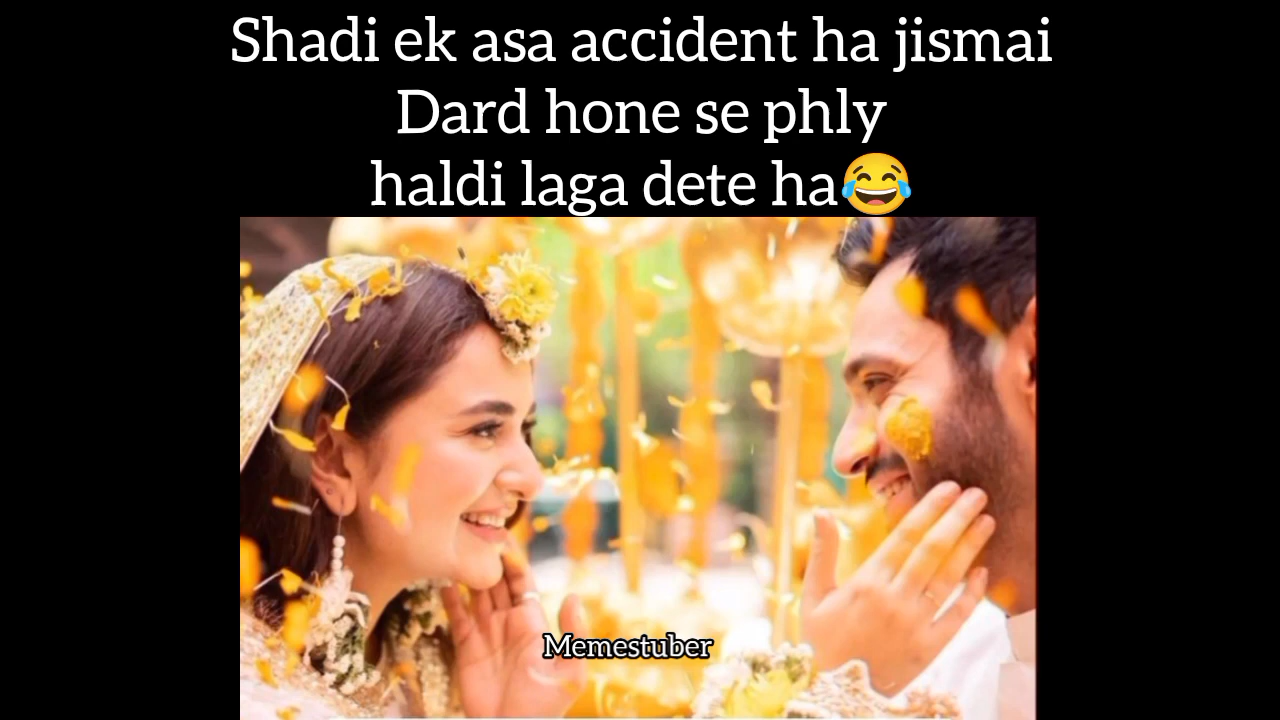 Shadi ek asa accident ha jismai
Dard hone se phly
haldi laga dete ha😂
Memestuber